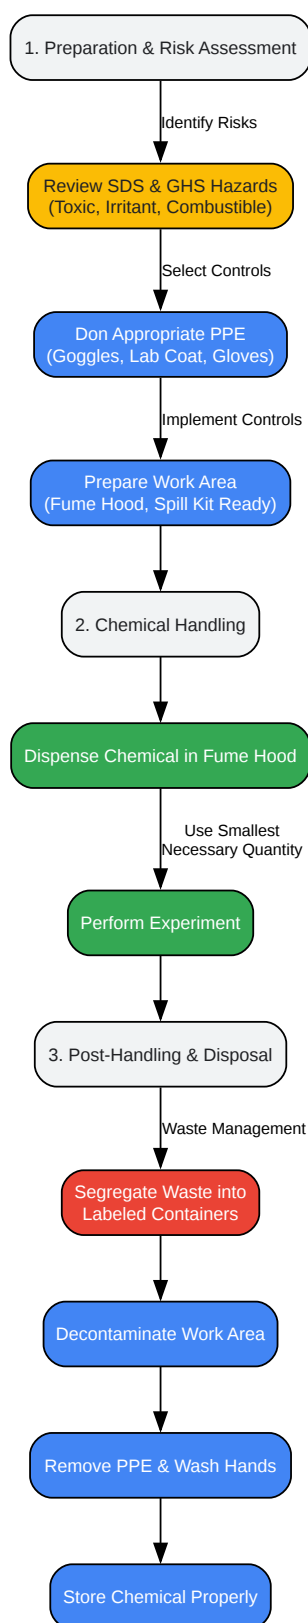 1. Preparation & Risk Assessment
Identify Risks
Review SDS & GHS Hazards
(Toxic, Irritant, Combustible)
Select Controls
Don Appropriate PPE
(Goggles, Lab Coat, Gloves)
Implement Controls
Prepare Work Area
(Fume Hood, Spill Kit Ready)
2. Chemical Handling
Dispense Chemical in Fume Hood
Use Smallest
Necessary Quantity
Perform Experiment
3. Post-Handling & Disposal
Waste Management
Segregate Waste into
Labeled Containers
Decontaminate Work Area
Remove PPE & Wash Hands
Store Chemical Properly